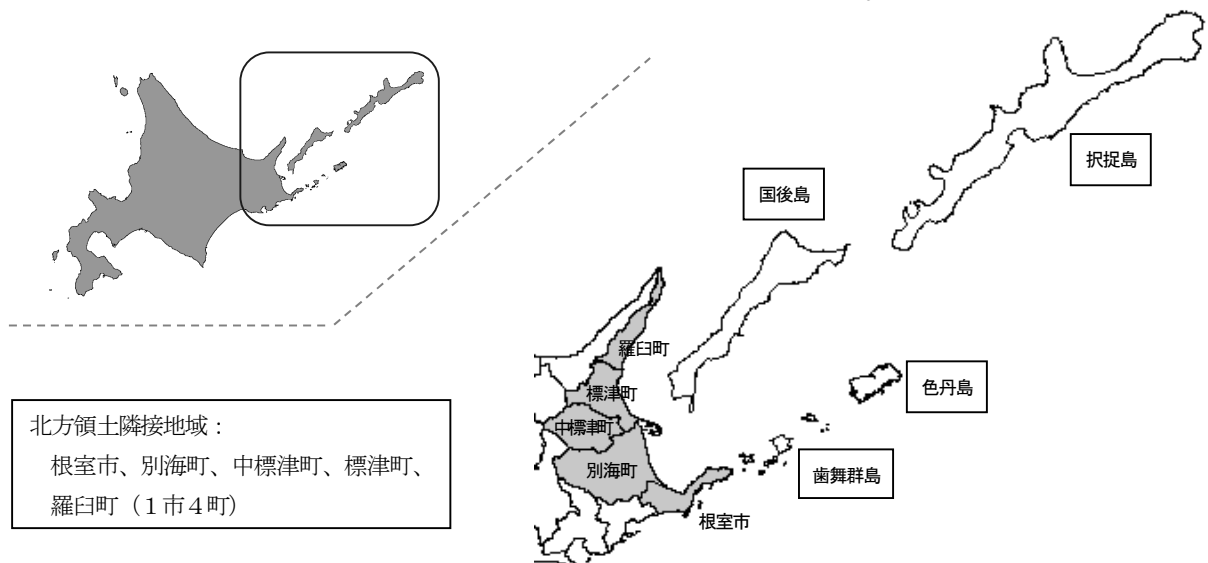 択捉島
国後島
羅臼町
標津町
色丹島
中標津町
別海町
歯舞群島
根室市
北方領土隣接地域：
根室市、別海町、中標津町、標津町、
羅臼町（１市４町）